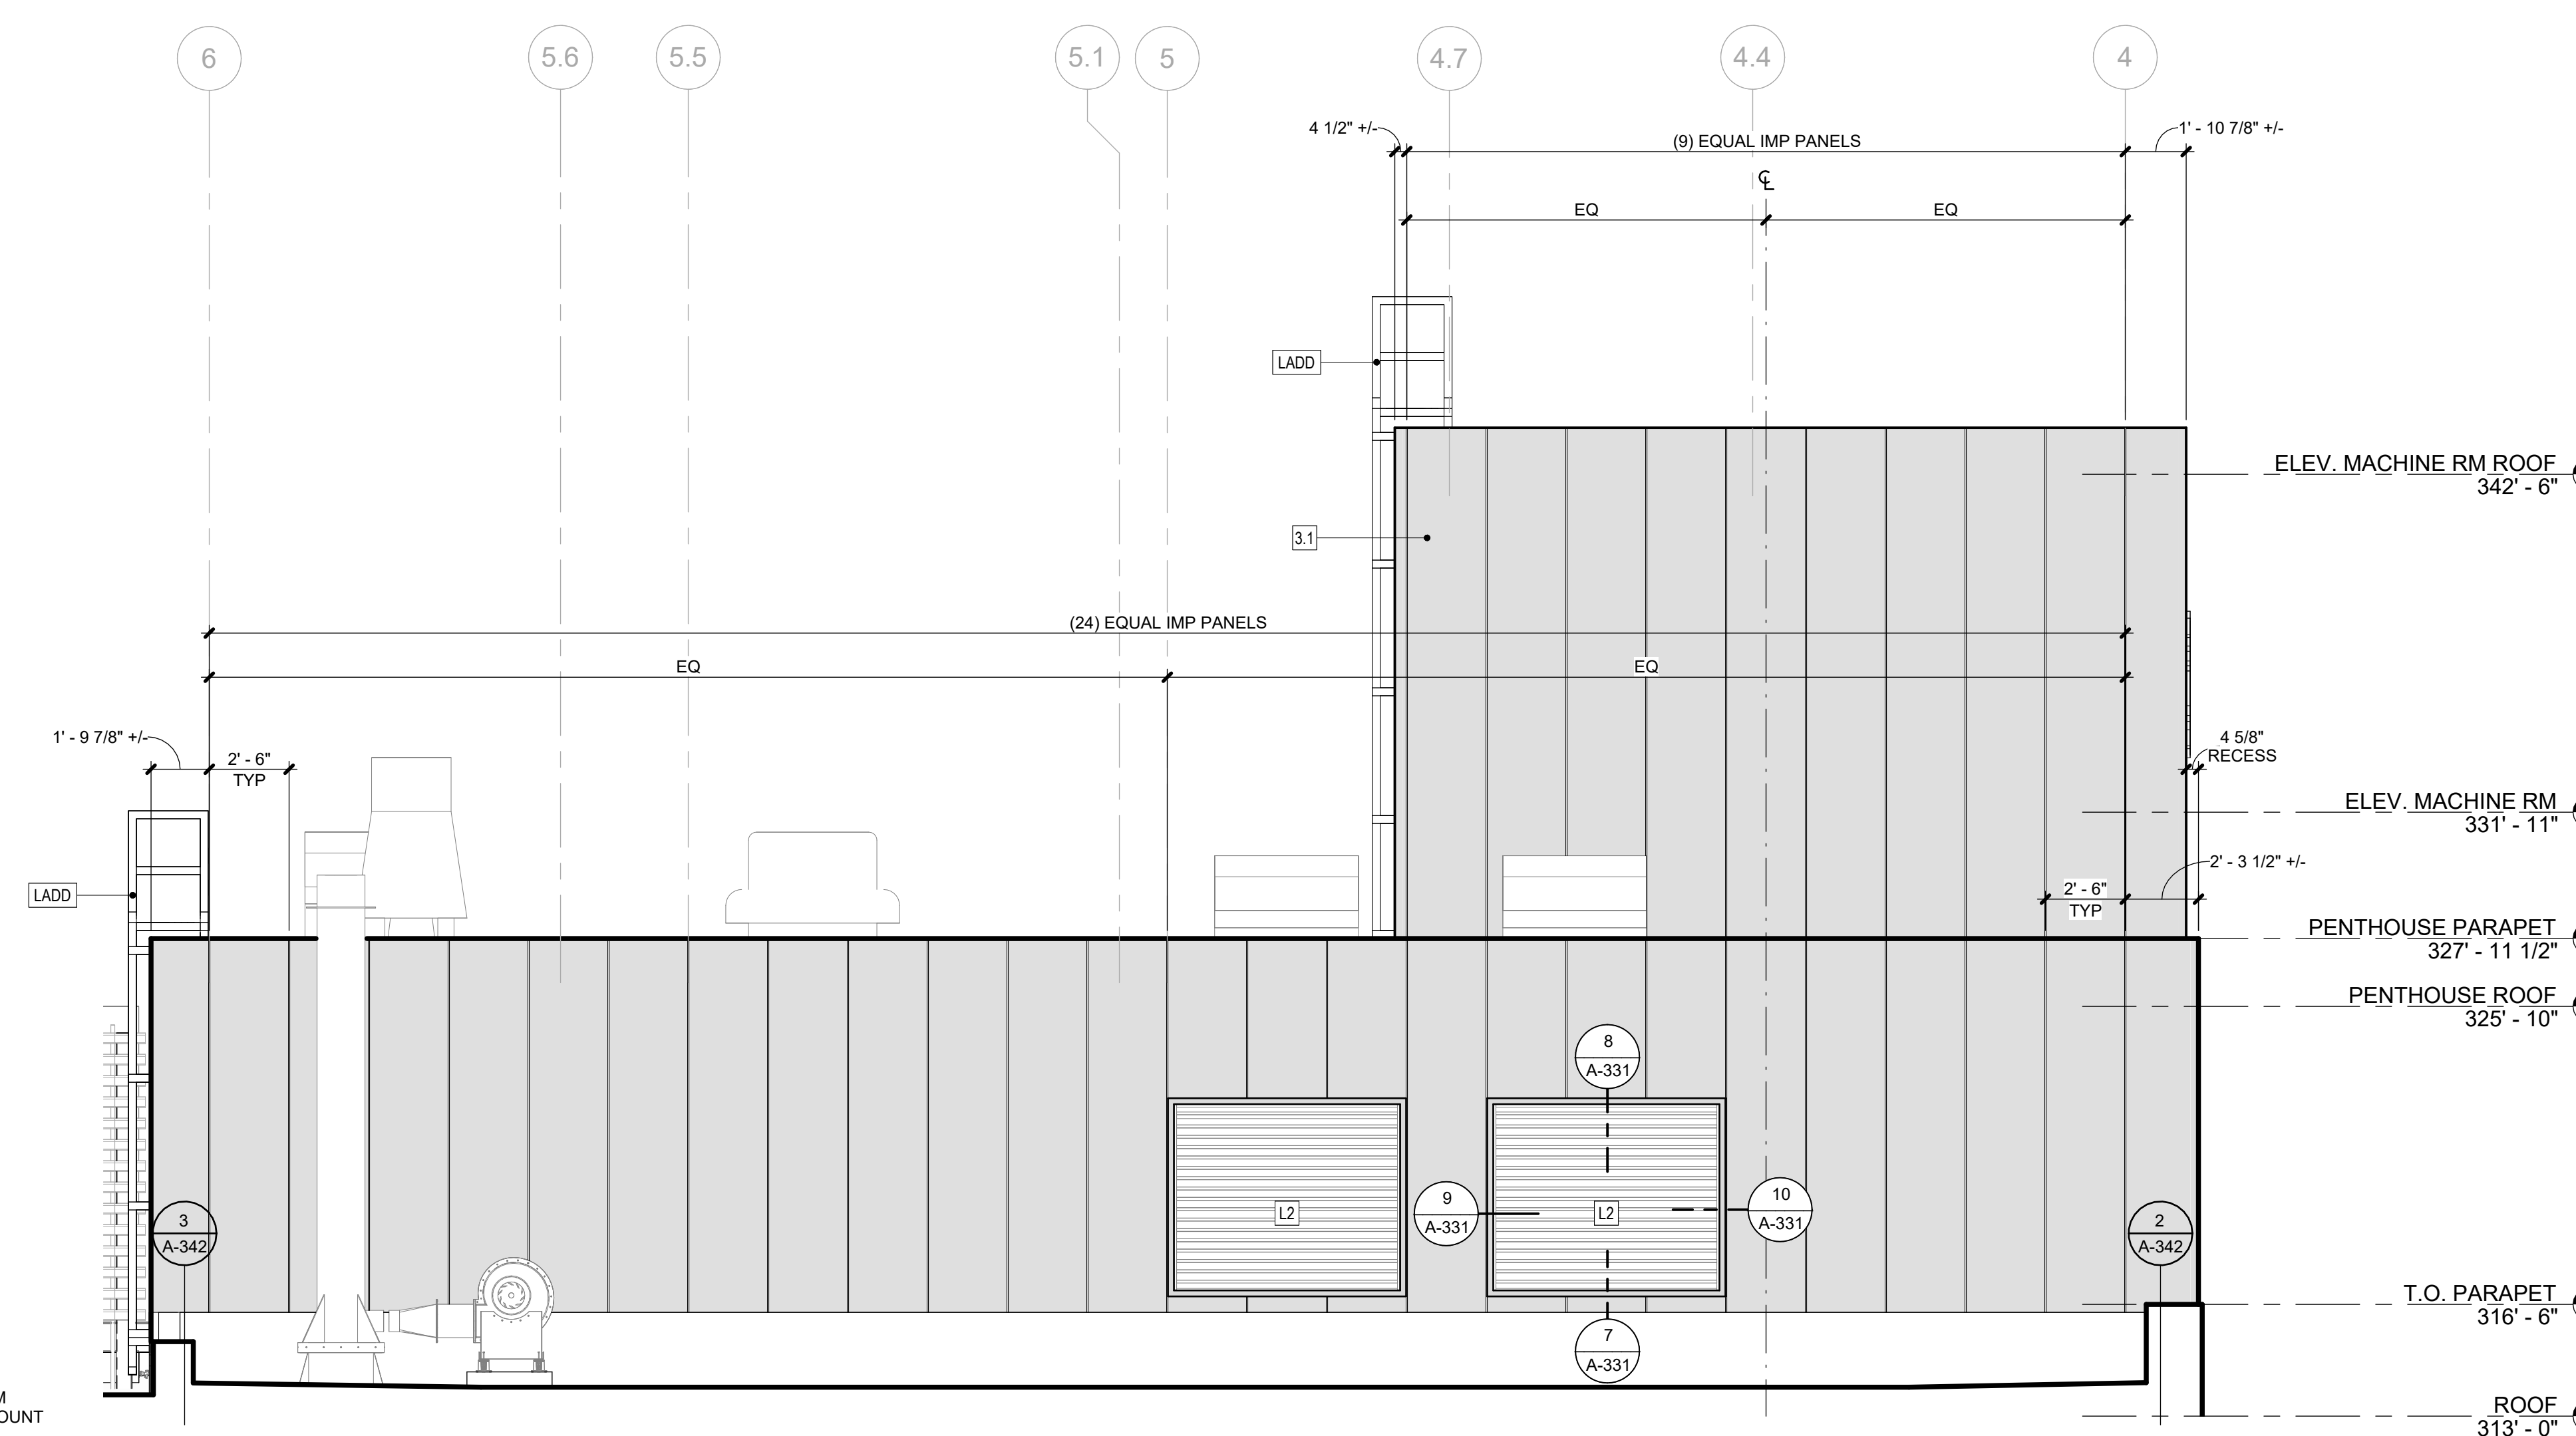 6
5.6
5.5
5.1
5
4.7
4.4
4
4 1/2" +/-
(9) EQUAL IMP PANELS
1' - 10 7/8" +/-
℄
EQ
EQ
LADD
ELEV. MACHINE RM ROOF
342' - 6"
3.1
(24) EQUAL IMP PANELS
EQ
EQ
1' - 9 7/8" +/-
2' - 6"
TYP
4 5/8"
RECESS
ELEV. MACHINE RM
331' - 11"
2' - 3 1/2" +/-
LADD
2' - 6"
TYP
PENTHOUSE PARAPET
327' - 11 1/2"
PENTHOUSE ROOF
325' - 10"
8
A-331
L2
9
A-331
L2
10
A-331
3
A-342
2
A-342
T.O. PARAPET
316' - 6"
7
A-331
OUNT
ROOF
313' - 0"